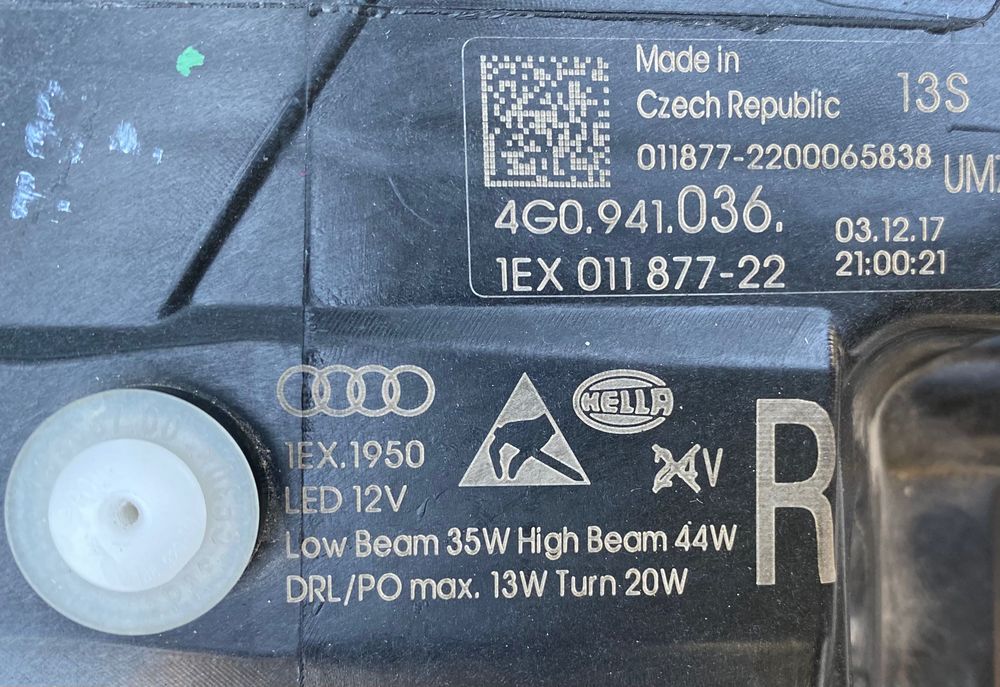 Made in
Czech Republic
13S
011877-2200065838
4G0.941.036.
03.12.17
1EX 011 877-22
21:00:21
HELLA
1EX.1950
24V
LED 12V
R
Low Beam 35W High Beam 44W
DRL/PO max. 13W Turn 20W